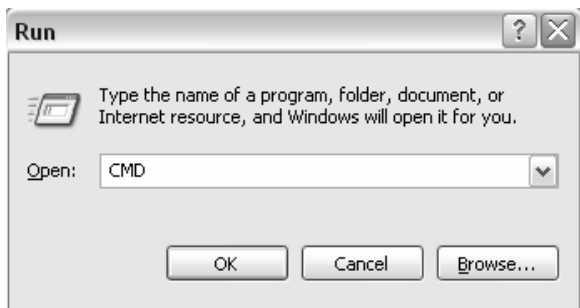 Run
Type the name of a program, folder, document, or
Internet resource, and Windows will open it for you.
Open: CMD
OK Cancel Browse...